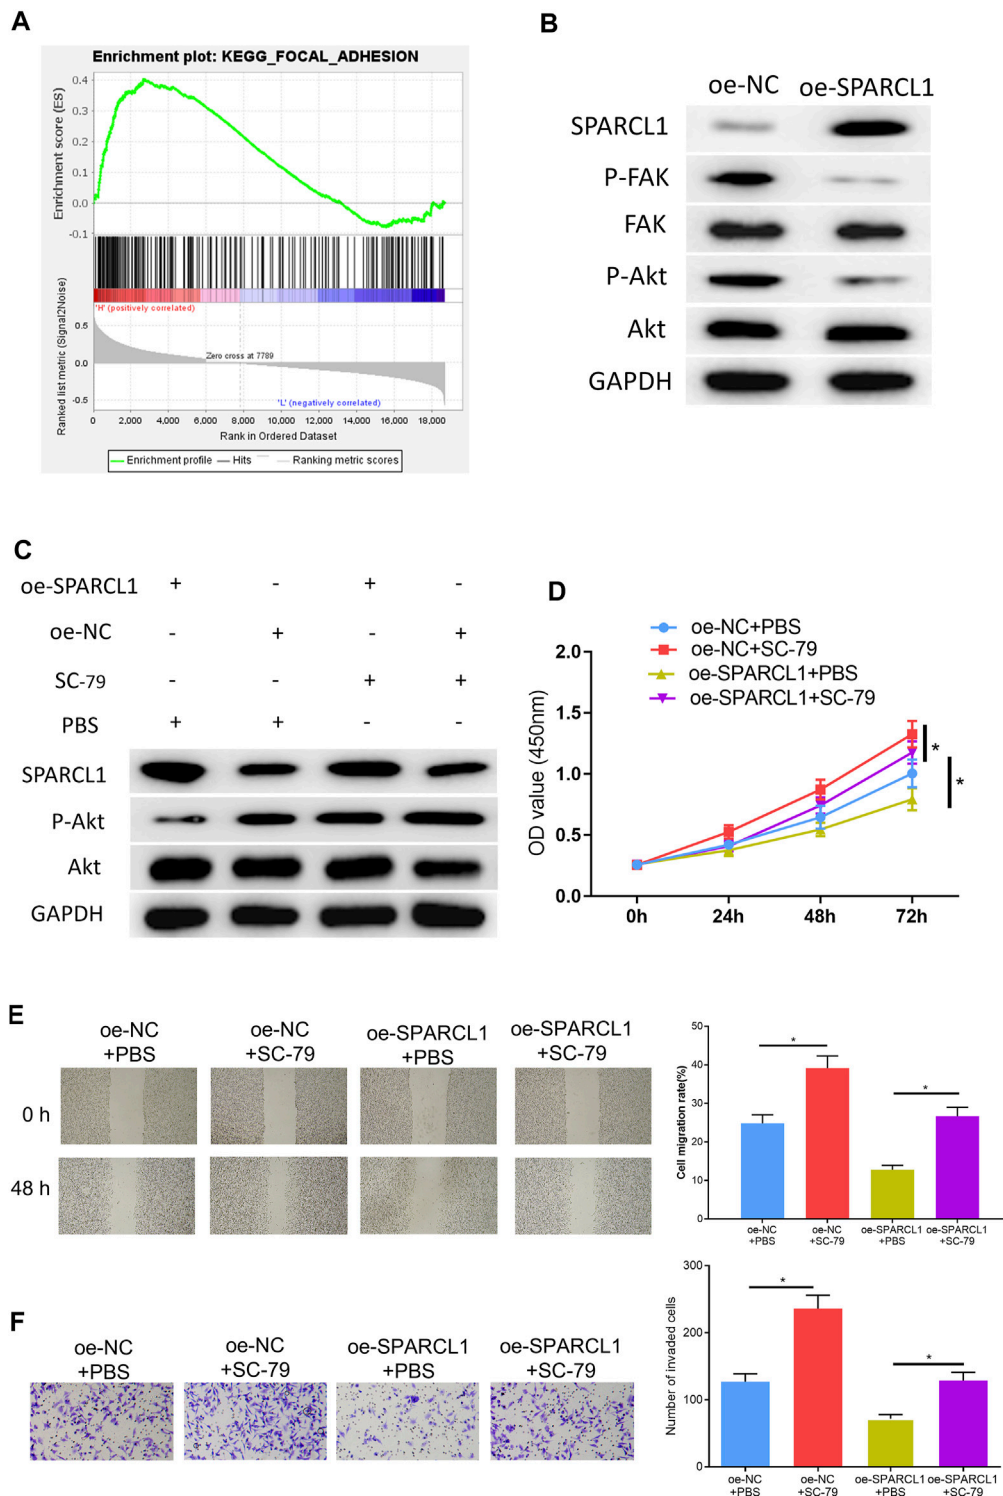 A
Enrichment plot: KEGG_FOCAL_ADHESION
Enrichment score (ES)
0.4
0.3
0.2
0.1
0.0
-0.1
'H' (positively correlated)
Ranked list metric (Signal2Noise)
0.5
0.0
-0.5
Zero cross at 7789
'L' (negatively correlated)
0 2,000 4,000 6,000 8,000 10,000 12,000 14,000 16,000 18,000
Rank in Ordered Dataset
Enrichment profile Hits Ranking metric scores
B
oe-NC oe-SPARCL1
SPARCL1
P-FAK
FAK
P-Akt
Akt
GAPDH
C
oe-SPARCL1 + - + -
oe-NC - + - +
SC-79 - - + +
PBS + + - -
SPARCL1
P-Akt
Akt
GAPDH
D
oe-NC+PBS
oe-NC+SC-79
oe-SPARCL1+PBS
oe-SPARCL1+SC-79
OD value (450nm)
2.0
1.5
1.0
0.5
0.0
0h 24h 48h 72h
*
*
E
oe-NC +PBS
oe-NC +SC-79
oe-SPARCL1 +PBS
oe-SPARCL1 +SC-79
0 h
48 h
Cell migration rate(%)
50
40
30
20
10
0
*
*
oe-NC +PBS
oe-NC +SC-79
oe-SPARCL1 +PBS
oe-SPARCL1 +SC-79
F
oe-NC +PBS
oe-NC +SC-79
oe-SPARCL1 +PBS
oe-SPARCL1 +SC-79
Number of invaded cells
300
200
100
0
*
*
oe-NC +PBS
oe-NC +SC-79
oe-SPARCL1 +PBS
oe-SPARCL1 +SC-79